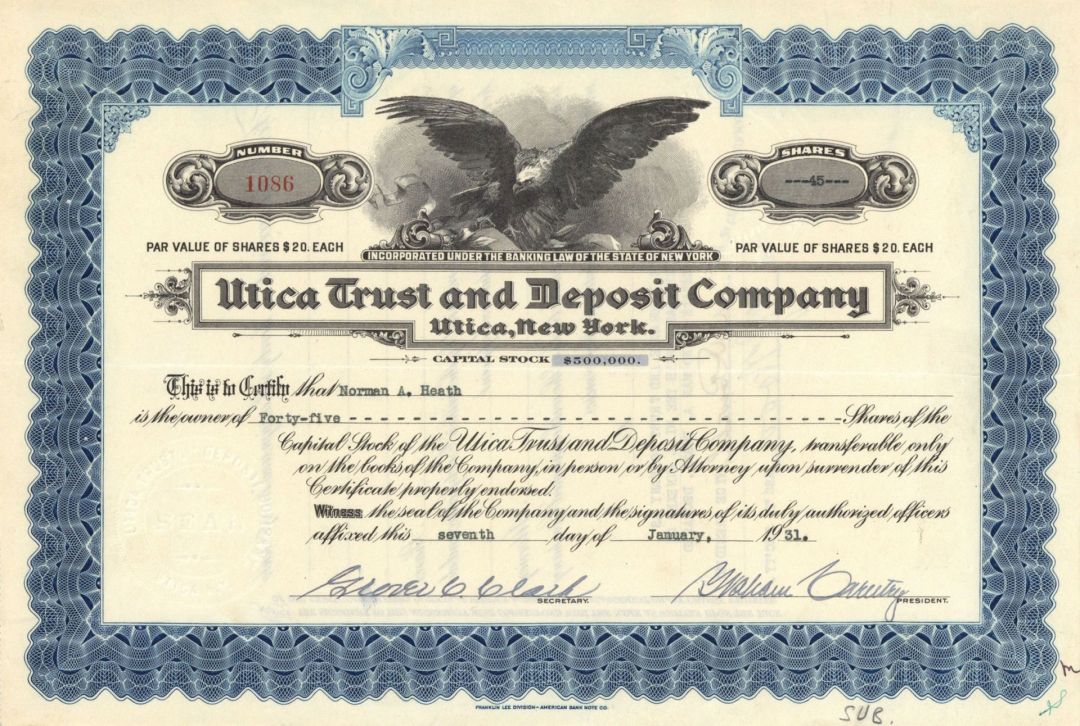 NUMBER
1086
SHARES
---45---
PAR VALUE OF SHARES $20. EACH
PAR VALUE OF SHARES $20. EACH
INCORPORATED UNDER THE BANKING LAW OF THE STATE OF NEW YORK
Utica Trust and Deposit Company
Utica, New York.
CAPITAL STOCK $500,000.
This is to Certify that Norman A. Heath
is the owner of Forty-five - - - - - - - - - - - - - - - - - - - - - - - - - - - - - - Shares of the
Capital Stock of the Utica Trust and Deposit Company, transferable only
on the books of the Company, in person or by Attorney upon surrender of this
Certificate properly endorsed.
Witness the seal of the Company and the signatures of its duly authorized officers
affixed this seventh day of January, 1931.
Grover C. Clark
SECRETARY.
PRESIDENT.
SEAL
FRANKLIN LEE DIVISION - AMERICAN BANK NOTE CO.
SUB.